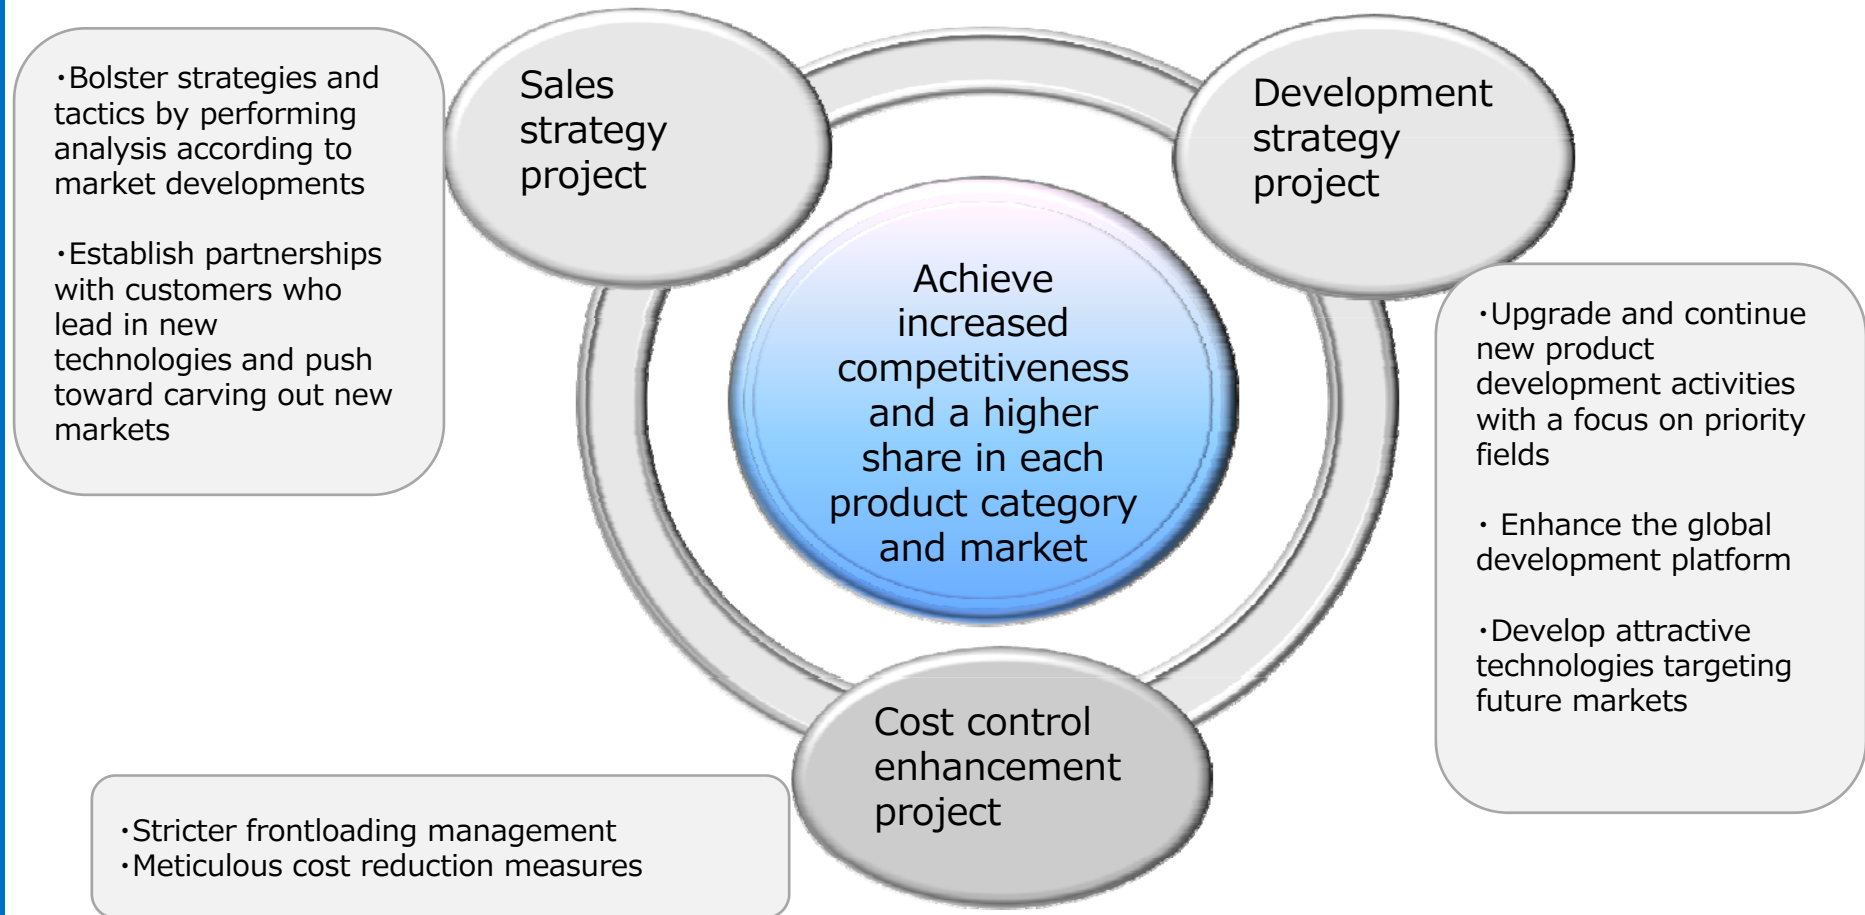 ・Bolster strategies and
tactics by performing
analysis according to
market developments
・Establish partnerships
with customers who
lead in new
technologies and push
toward carving out new
markets
Sales
strategy
project
Development
strategy
project
Achieve
increased
competitiveness
and a higher
share in each
product category
and market
・Upgrade and continue
new product
development activities
with a focus on priority
fields
・ Enhance the global
development platform
・Develop attractive
technologies targeting
future markets
Cost control
enhancement
project
・Stricter frontloading management
・Meticulous cost reduction measures